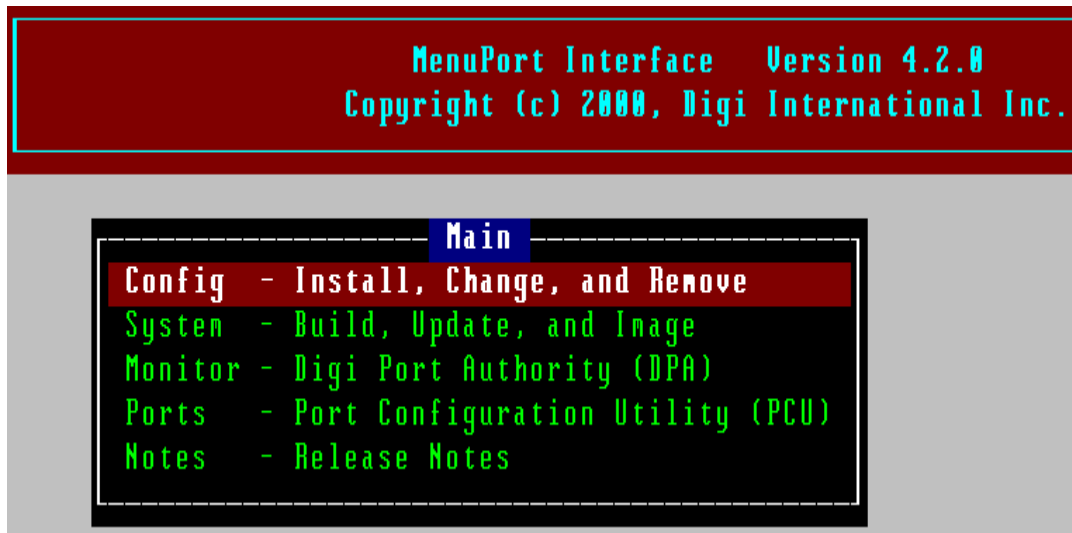 MenuPort Interface   Version 4.2.0
Copyright (c) 2000, Digi International Inc.
Main
Config  - Install, Change, and Remove
System  - Build, Update, and Image
Monitor - Digi Port Authority (DPA)
Ports   - Port Configuration Utility (PCU)
Notes   - Release Notes